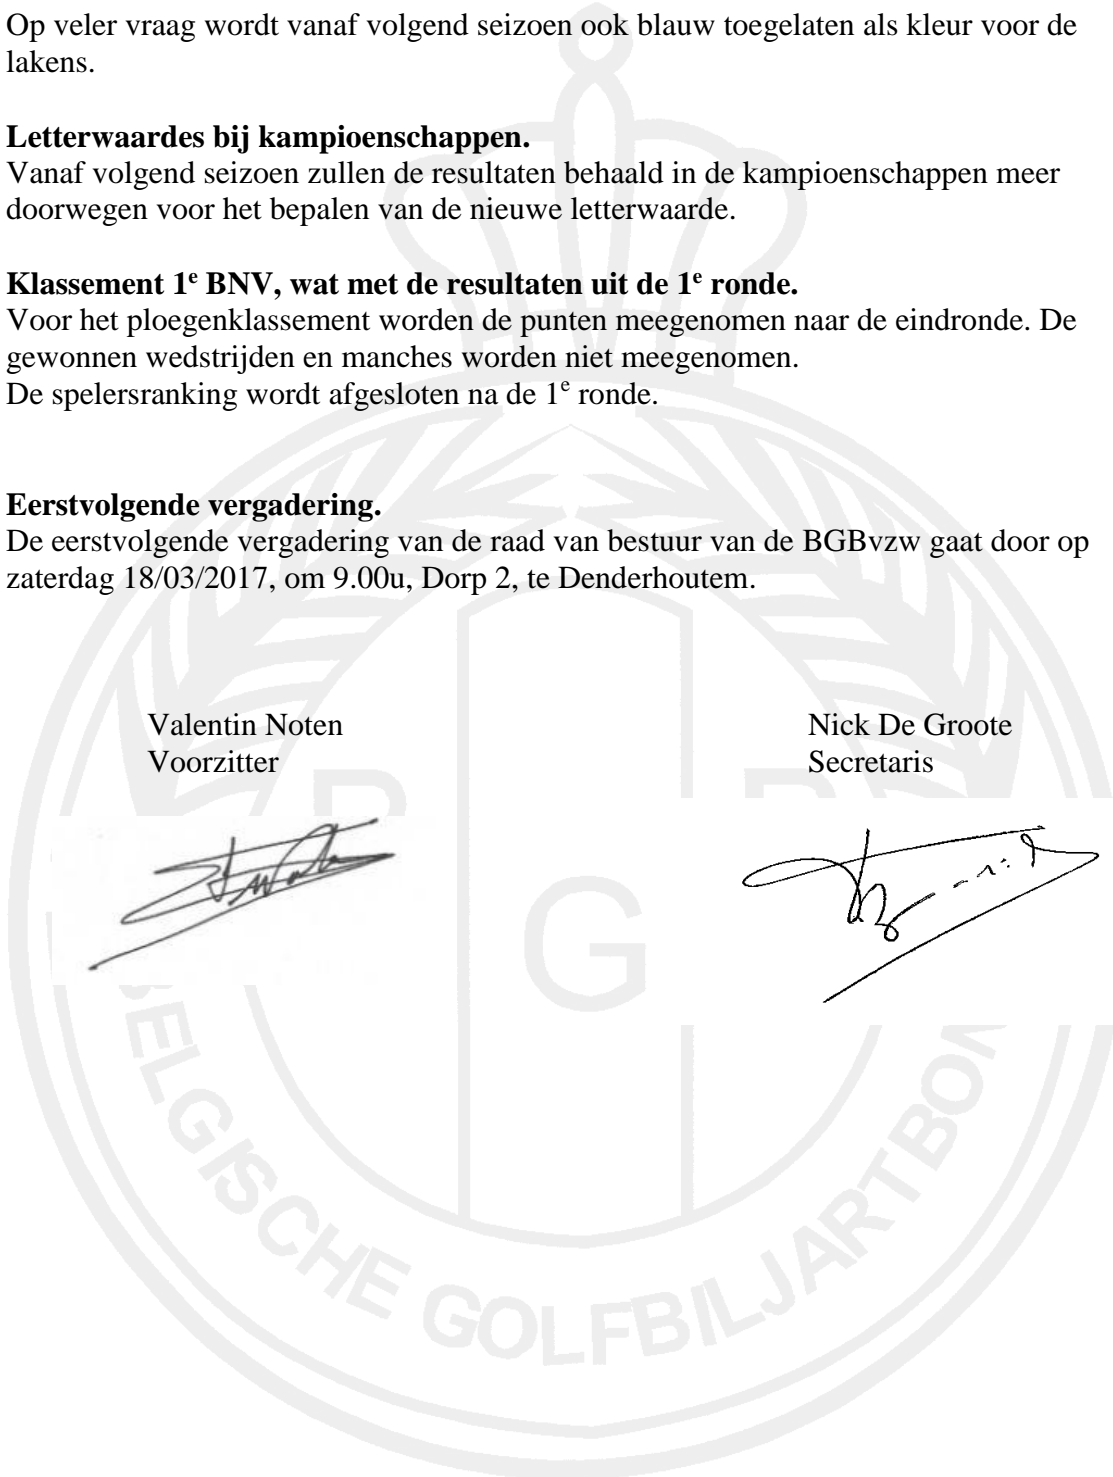 Op veler vraag wordt vanaf volgend seizoen ook blauw toegelaten als kleur voor de
lakens.
Letterwaardes bij kampioenschappen.
Vanaf volgend seizoen zullen de resultaten behaald in de kampioenschappen meer
doorwegen voor het bepalen van de nieuwe letterwaarde.
Klassement 1e BNV, wat met de resultaten uit de 1e ronde.
Voor het ploegenklassement worden de punten meegenomen naar de eindronde. De
gewonnen wedstrijden en manches worden niet meegenomen.
De spelersranking wordt afgesloten na de 1e ronde.
Eerstvolgende vergadering.
De eerstvolgende vergadering van de raad van bestuur van de BGBvzw gaat door op
zaterdag 18/03/2017, om 9.00u, Dorp 2, te Denderhoutem.
Valentin Noten
Voorzitter
Nick De Groote
Secretaris
G
BELGISCHE GOLFBILJARTBON